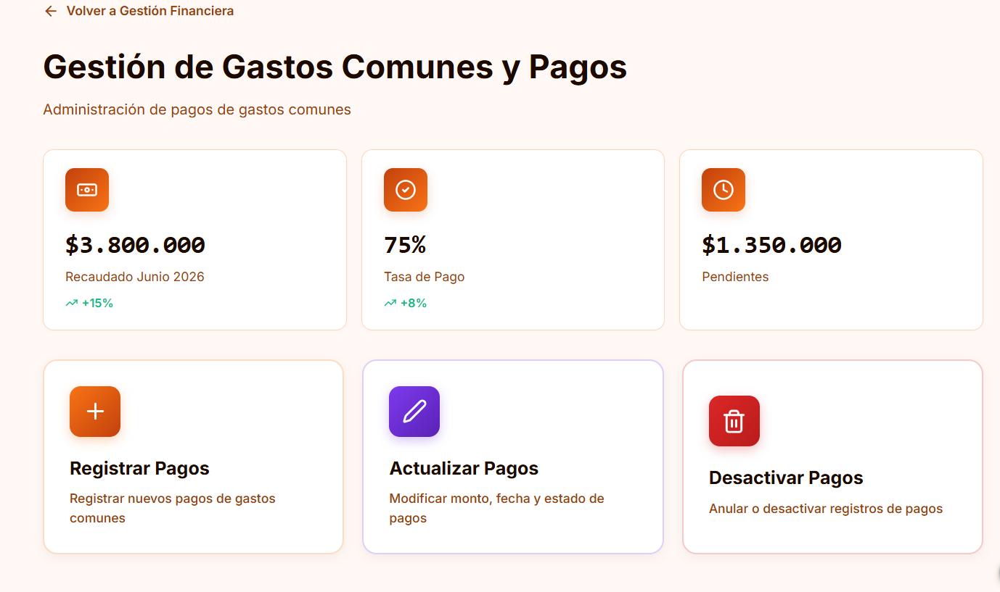 Volver a Gestión Financiera
Gestión de Gastos Comunes y Pagos
Administración de pagos de gastos comunes
$3.800.000
Recaudado Junio 2026
+15%
75%
Tasa de Pago
+8%
$1.350.000
Pendientes
Registrar Pagos
Registrar nuevos pagos de gastos
comunes
Actualizar Pagos
Modificar monto, fecha y estado de
pagos
Desactivar Pagos
Anular o desactivar registros de pagos